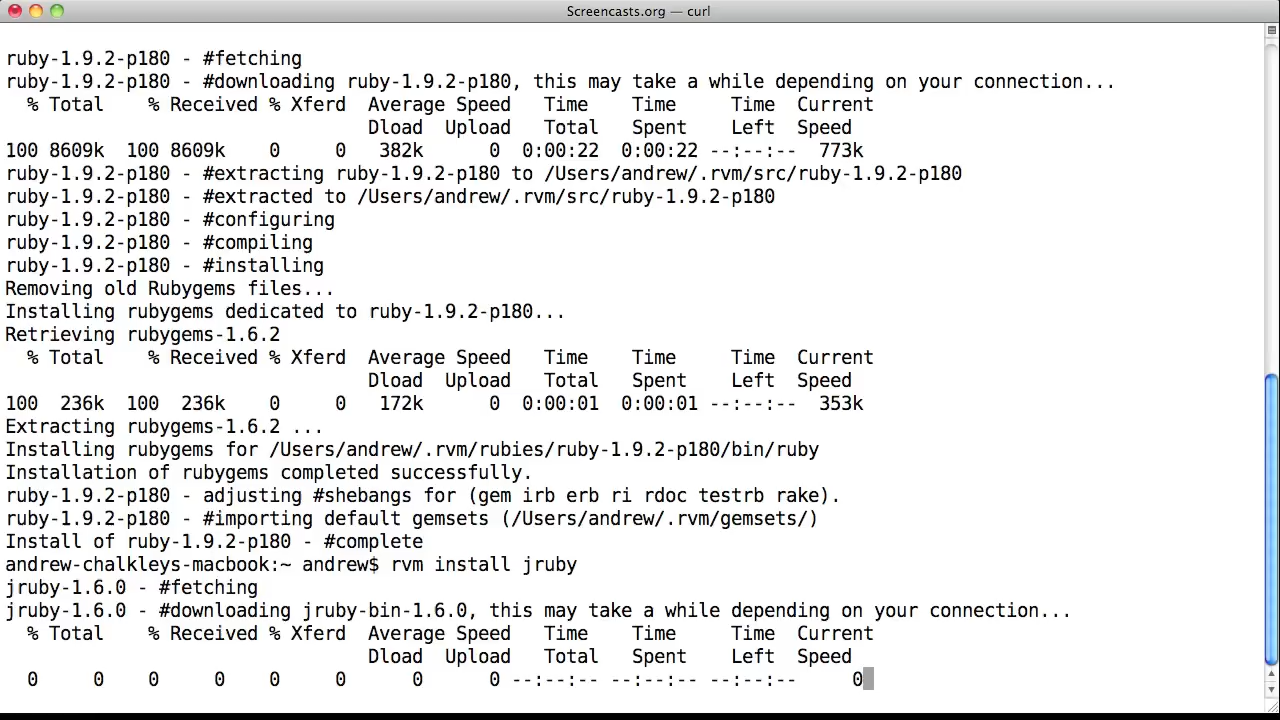 Screencasts.org — curl
ruby-1.9.2-p180 - #fetching
ruby-1.9.2-p180 - #downloading ruby-1.9.2-p180, this may take a while depending on your connection...
% Total % Received % Xferd Average Speed Time Time Time Current
Dload Upload Total Spent Left Speed
100 8609k 100 8609k 0 0 382k 0 0:00:22 0:00:22 --:--:-- 773k
ruby-1.9.2-p180 - #extracting ruby-1.9.2-p180 to /Users/andrew/.rvm/src/ruby-1.9.2-p180
ruby-1.9.2-p180 - #extracted to /Users/andrew/.rvm/src/ruby-1.9.2-p180
ruby-1.9.2-p180 - #configuring
ruby-1.9.2-p180 - #compiling
ruby-1.9.2-p180 - #installing
Removing old Rubygems files...
Installing rubygems dedicated to ruby-1.9.2-p180...
Retrieving rubygems-1.6.2
% Total % Received % Xferd Average Speed Time Time Time Current
Dload Upload Total Spent Left Speed
100 236k 100 236k 0 0 172k 0 0:00:01 0:00:01 --:--:-- 353k
Extracting rubygems-1.6.2 ...
Installing rubygems for /Users/andrew/.rvm/rubies/ruby-1.9.2-p180/bin/ruby
Installation of rubygems completed successfully.
ruby-1.9.2-p180 - adjusting #shebangs for (gem irb erb ri rdoc testrb rake).
ruby-1.9.2-p180 - #importing default gemsets (/Users/andrew/.rvm/gemsets/)
Install of ruby-1.9.2-p180 - #complete
andrew-chalkleys-macbook:~ andrew$ rvm install jruby
jruby-1.6.0 - #fetching
jruby-1.6.0 - #downloading jruby-bin-1.6.0, this may take a while depending on your connection...
% Total % Received % Xferd Average Speed Time Time Time Current
Dload Upload Total Spent Left Speed
0 0 0 0 0 0 0 0 --:--:-- --:--:-- --:--:-- 0